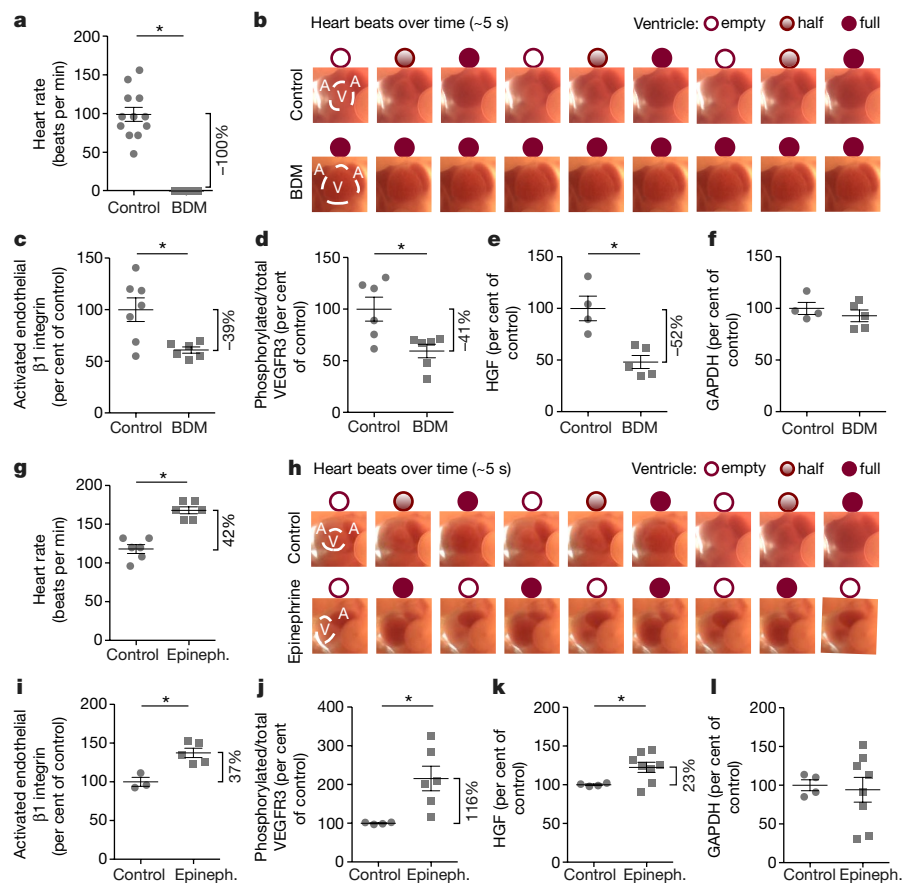 a
Heart rate
(beats per min)
200
150
100
50
0
*
–100%
Control BDM
b
Heart beats over time (~5 s)
Ventricle: empty half full
Control
A A
V
BDM
A A
V
c
Activated endothelial
β1 integrin
(per cent of control)
150
100
50
0
*
–39%
Control BDM
d
Phosphorylated/total
VEGFR3 (per cent
of control)
150
100
50
0
*
–41%
Control BDM
e
HGF (per cent of
control)
150
100
50
0
*
–52%
Control BDM
f
GAPDH (per cent of
control)
150
100
50
0
Control BDM
g
Heart rate
(beats per min)
200
150
100
50
0
*
42%
Control Epineph.
h
Heart beats over time (~5 s)
Ventricle: empty half full
Control
A A
V
Epinephrine
A
V
i
Activated endothelial
β1 integrin
(per cent of control)
200
150
100
50
0
*
37%
Control Epineph.
j
Phosphorylated/total
VEGFR3 (per cent
of control)
400
300
200
100
0
*
116%
Control Epineph.
k
HGF (per cent of
control)
200
150
100
50
0
*
23%
Control Epineph.
l
GAPDH (per cent of
control)
200
150
100
50
0
Control Epineph.